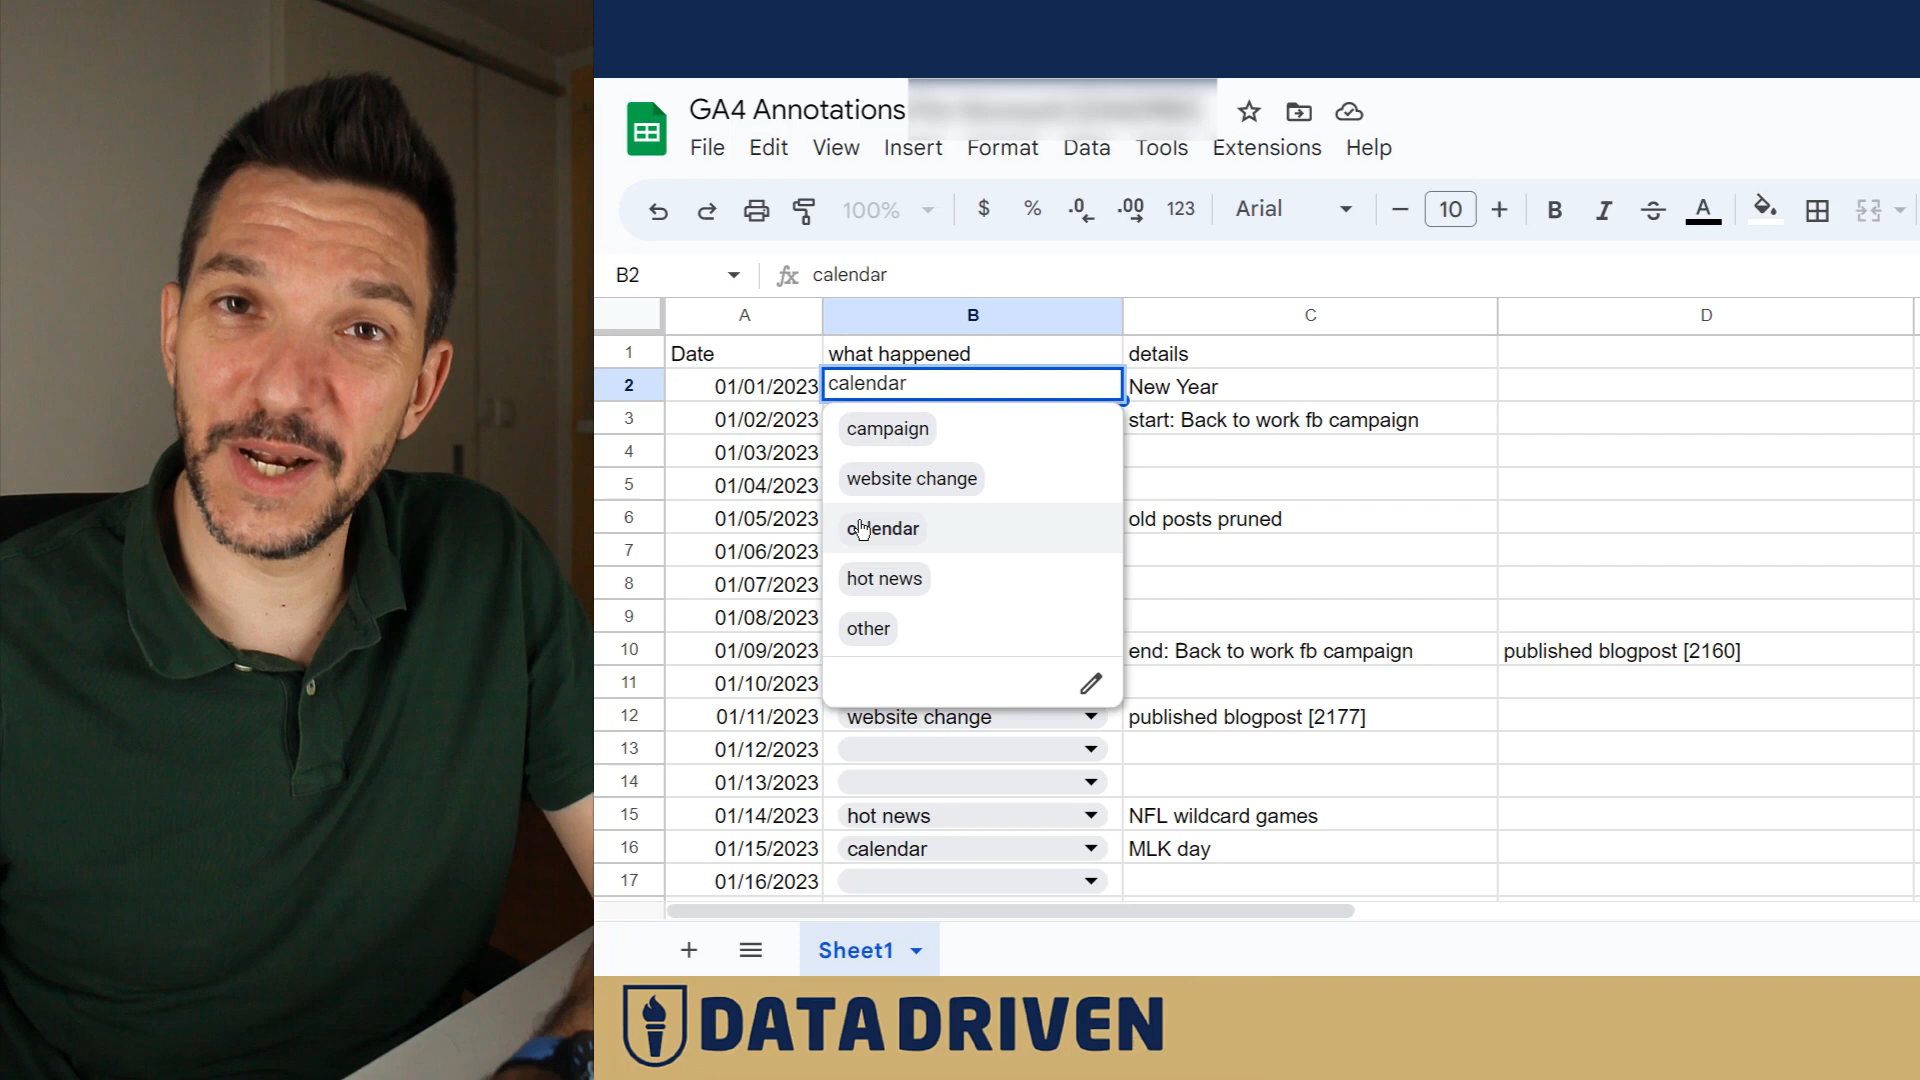 GA4 Annotations
File Edit View Insert Format Data Tools Extensions Help
100% $ % .0 .00 123 Arial 10 B I A
B2 fx calendar
A B C D
1 Date what happened details
2 01/01/2023 calendar New Year
3 01/02/2023 start: Back to work fb campaign
campaign
4 01/03/2023
5 01/04/2023
website change
6 01/05/2023 old posts pruned
calendar
7 01/06/2023
8 01/07/2023
hot news
9 01/08/2023
other
10 01/09/2023 end: Back to work fb campaign published blogpost [2160]
11 01/10/2023
12 01/11/2023 website change published blogpost [2177]
13 01/12/2023
14 01/13/2023
15 01/14/2023 hot news NFL wildcard games
16 01/15/2023 calendar MLK day
17 01/16/2023
Sheet1
DATA DRIVEN